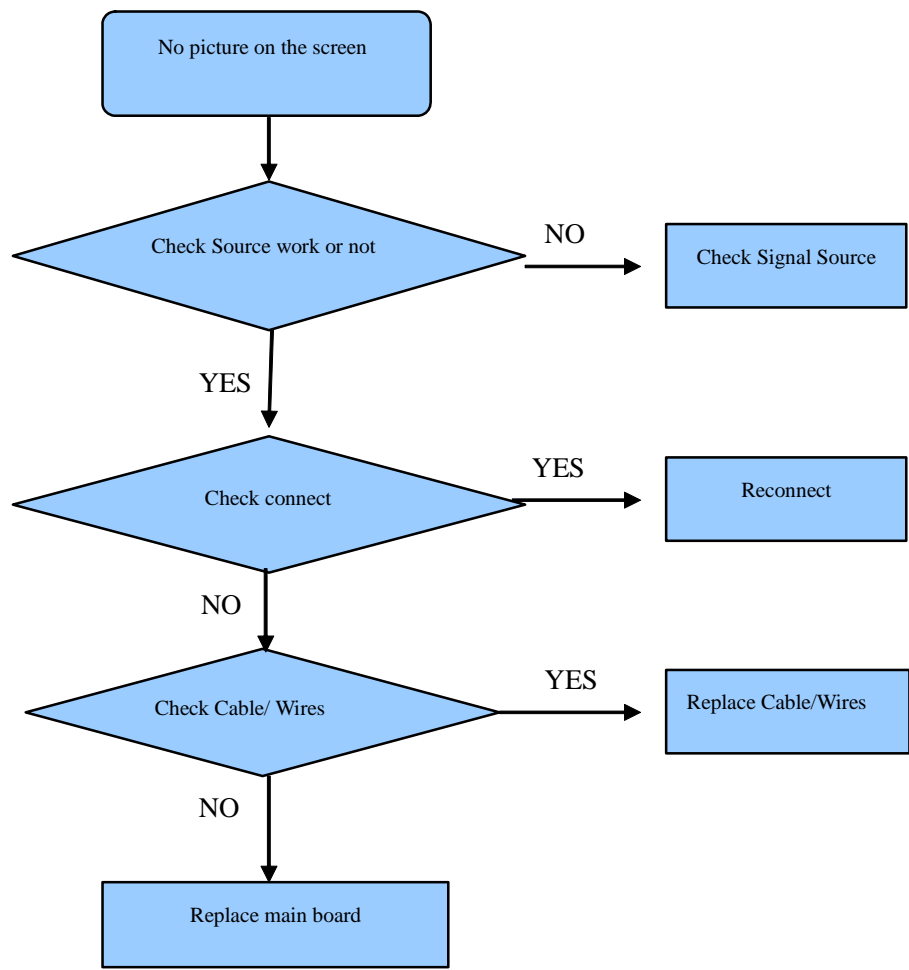 No picture on the screen
Check Source work or not
NO
Check Signal Source
YES
Check connect
YES
Reconnect
NO
Check Cable/ Wires
YES
Replace Cable/Wires
NO
Replace main board